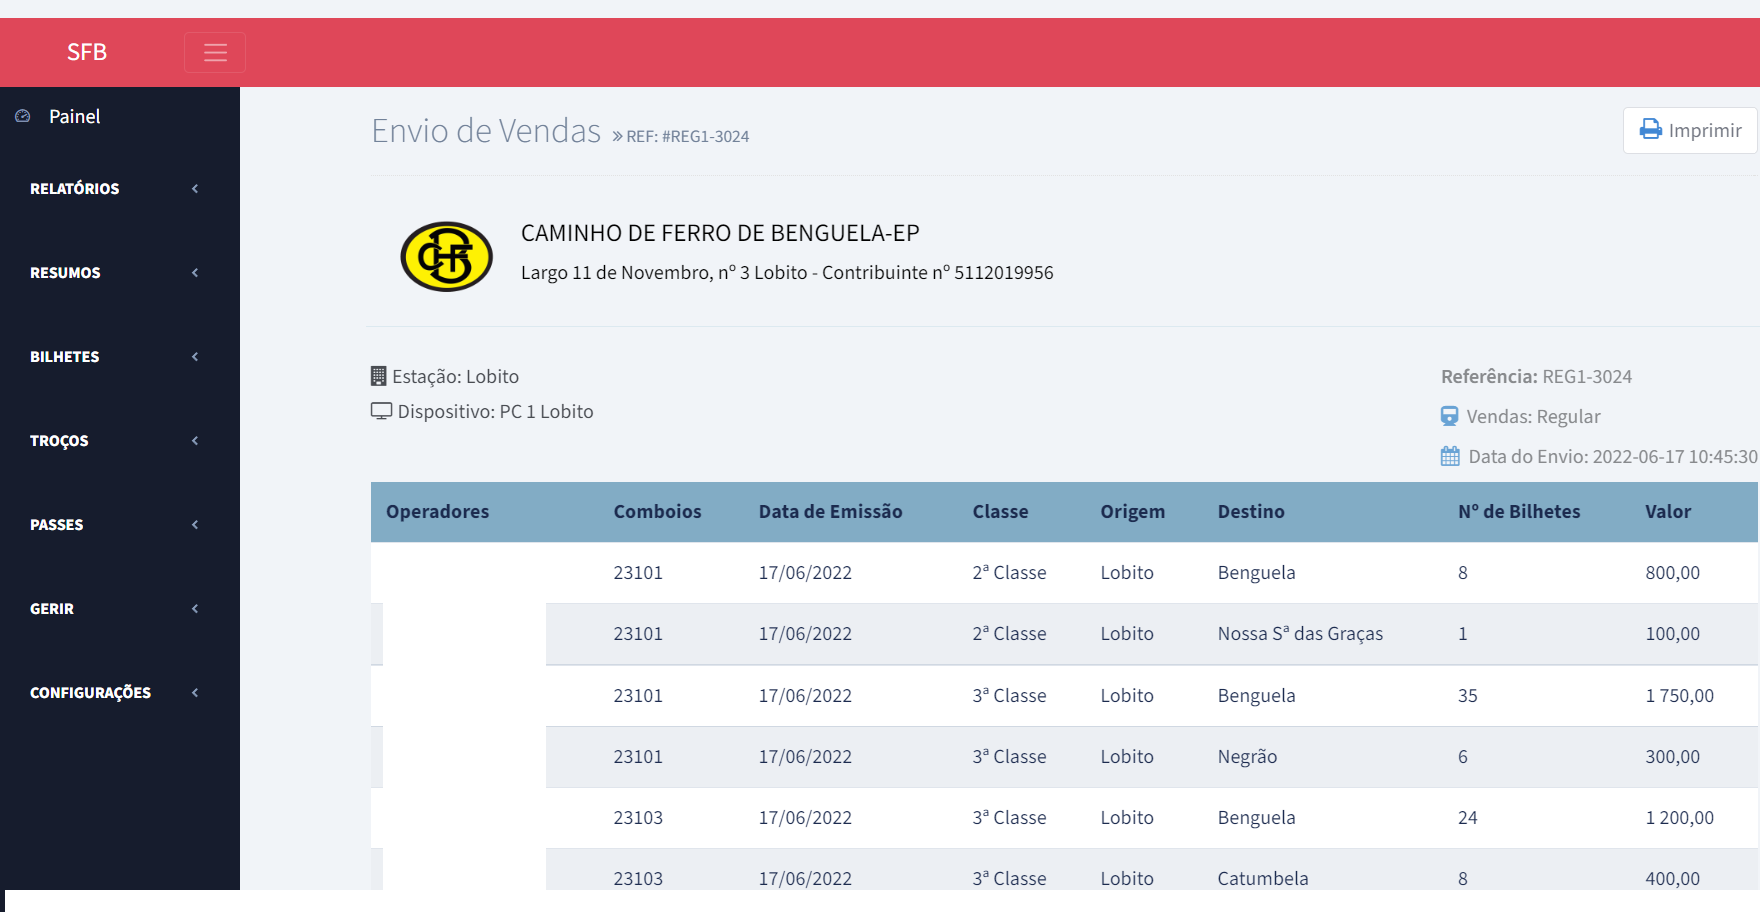 SFB
Painel
RELATÓRIOS
RESUMOS
BILHETES
TROÇOS
PASSES
GERIR
CONFIGURAÇÕES
Envio de Vendas » REF: #REG1-3024
Imprimir
CAMINHO DE FERRO DE BENGUELA-EP
Largo 11 de Novembro, nº 3 Lobito - Contribuinte nº 5112019956
Estação: Lobito
Dispositivo: PC 1 Lobito
Referência: REG1-3024
Vendas: Regular
Data do Envio: 2022-06-17 10:45:30
Operadores Comboios Data de Emissão Classe Origem Destino Nº de Bilhetes Valor
23101 17/06/2022 2ª Classe Lobito Benguela 8 800,00
23101 17/06/2022 2ª Classe Lobito Nossa Sª das Graças 1 100,00
23101 17/06/2022 3ª Classe Lobito Benguela 35 1 750,00
23101 17/06/2022 3ª Classe Lobito Negrão 6 300,00
23103 17/06/2022 3ª Classe Lobito Benguela 24 1 200,00
23103 17/06/2022 3ª Classe Lobito Catumbela 8 400,00